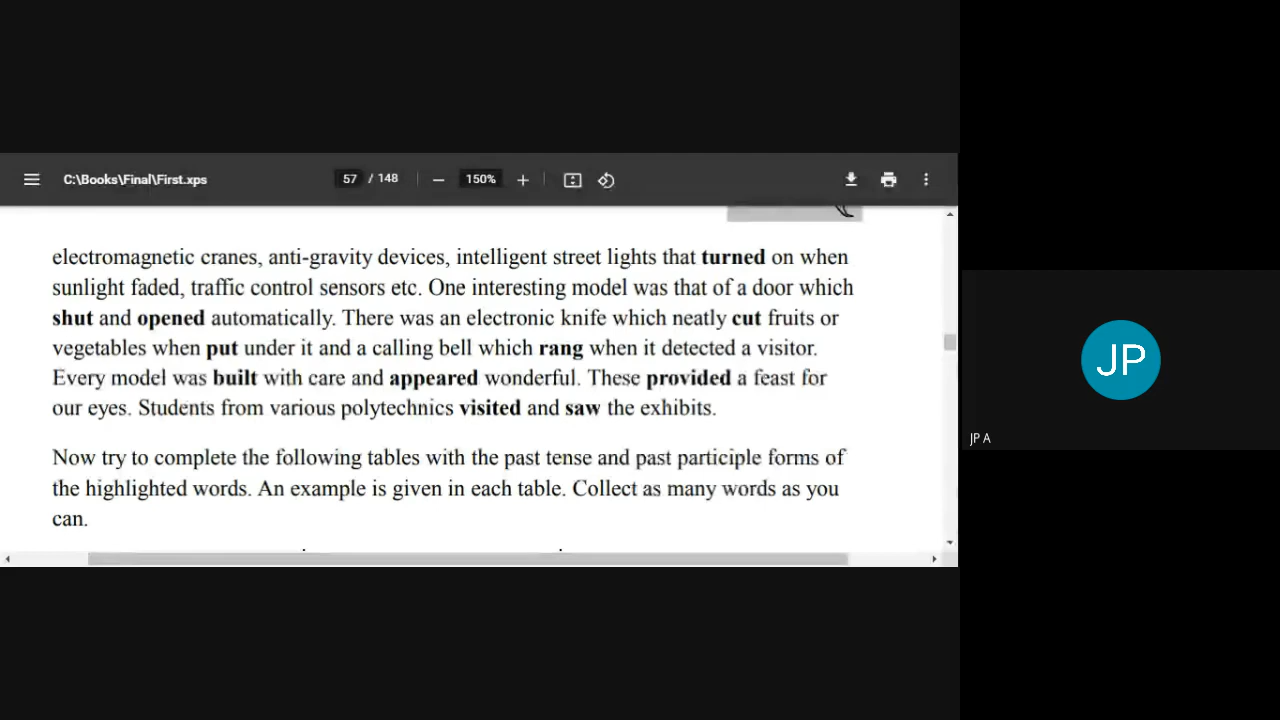 C:\Books\Final\First.xps
57 / 148
150%
electromagnetic cranes, anti-gravity devices, intelligent street lights that turned on when
sunlight faded, traffic control sensors etc. One interesting model was that of a door which
shut and opened automatically. There was an electronic knife which neatly cut fruits or
vegetables when put under it and a calling bell which rang when it detected a visitor.
Every model was built with care and appeared wonderful. These provided a feast for
our eyes. Students from various polytechnics visited and saw the exhibits.
Now try to complete the following tables with the past tense and past participle forms of
the highlighted words. An example is given in each table. Collect as many words as you
can.
JP
JP A